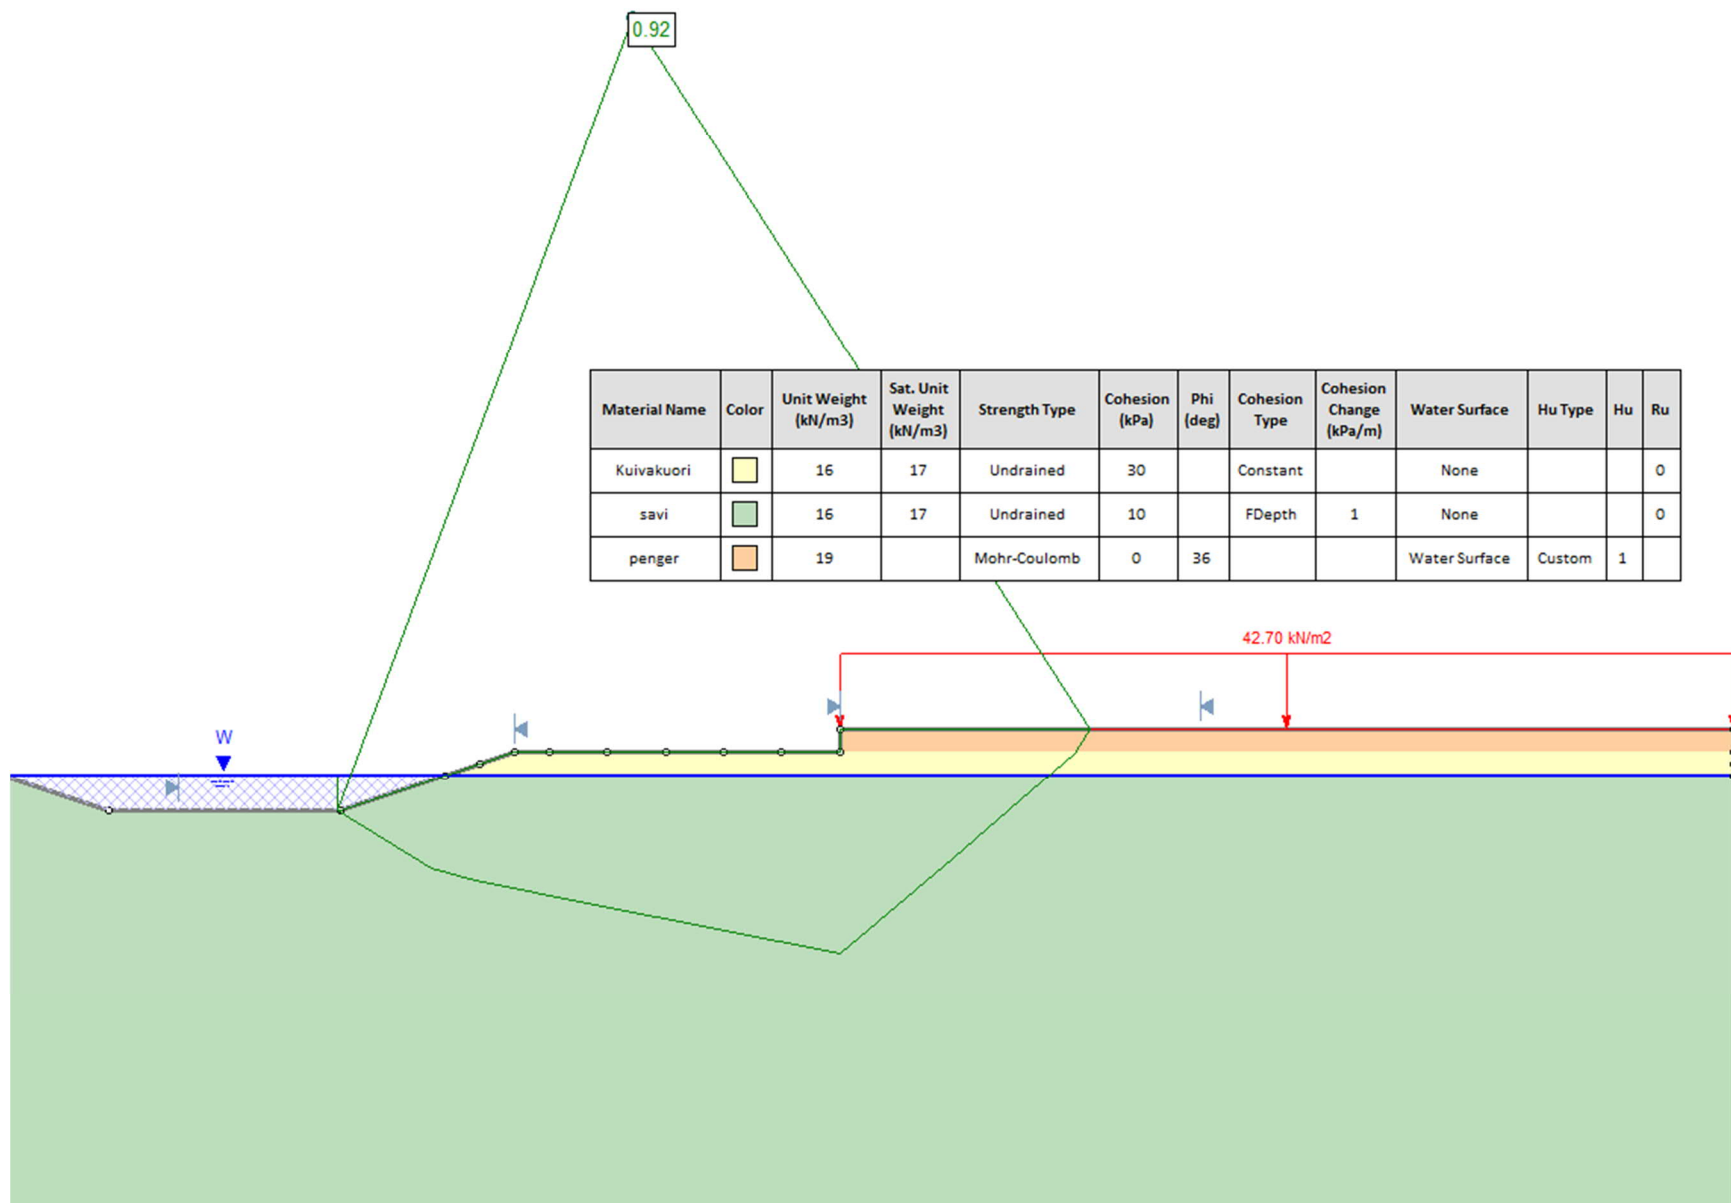 0.92
Material Name Color Unit Weight (kN/m3) Sat. Unit Weight (kN/m3) Strength Type Cohesion (kPa) Phi (deg) Cohesion Type Cohesion Change (kPa/m) Water Surface Hu Type Hu Ru
Kuivakuori 16 17 Undrained 30 Constant None 0
savi 16 17 Undrained 10 FDepth 1 None 0
penger 19 Mohr-Coulomb 0 36 Water Surface Custom 1
42.70 kN/m2
W